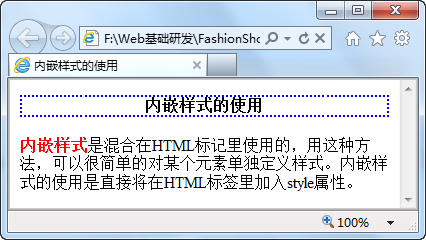 F:\Web基础研发\FashionSho
内嵌样式的使用
内嵌样式的使用
内嵌样式是混合在HTML标记里使用的，用这种方
法，可以很简单的对某个元素单独定义样式。内嵌样
式的使用是直接将在HTML标签里加入style属性。
100%